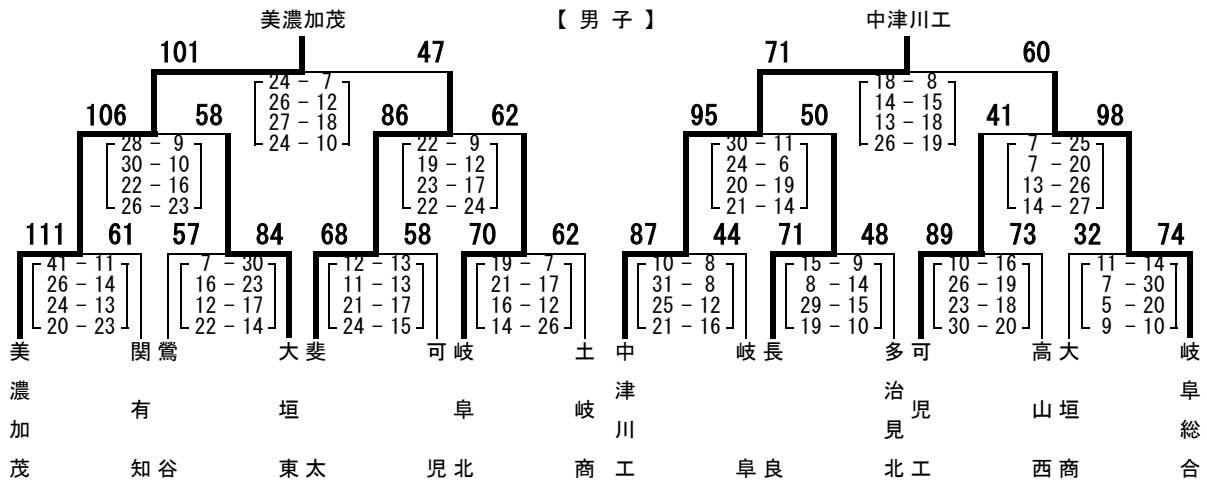 美濃加茂 【 男 子 】 中津川工
101 47 71 60
24 - 7 18 - 8
26 - 12 14 - 15
27 - 18 13 - 18
24 - 10 26 - 19
106 58 86 62 95 50 41 98
28 - 9 22 - 9 30 - 11 7 - 25
30 - 10 19 - 12 24 - 6 7 - 20
22 - 16 23 - 17 20 - 19 13 - 26
26 - 23 22 - 24 21 - 14 14 - 27
111 61 57 84 68 58 70 62 87 44 71 48 89 73 32 74
41 - 11 7 - 30 12 - 13 19 - 7 10 - 8 15 - 9 10 - 16 11 - 14
26 - 14 16 - 23 11 - 13 21 - 17 31 - 8 8 - 14 26 - 19 7 - 30
24 - 13 12 - 17 21 - 17 16 - 12 25 - 12 29 - 15 23 - 18 5 - 20
20 - 23 22 - 14 24 - 15 14 - 26 21 - 16 19 - 10 30 - 20 9 - 10
美濃加茂
関有知
鶯谷
大垣東
斐太
可児
岐阜北
土岐商
中津川工
岐阜
長良
多治見北
可児工
高山西
大垣商
岐阜総合